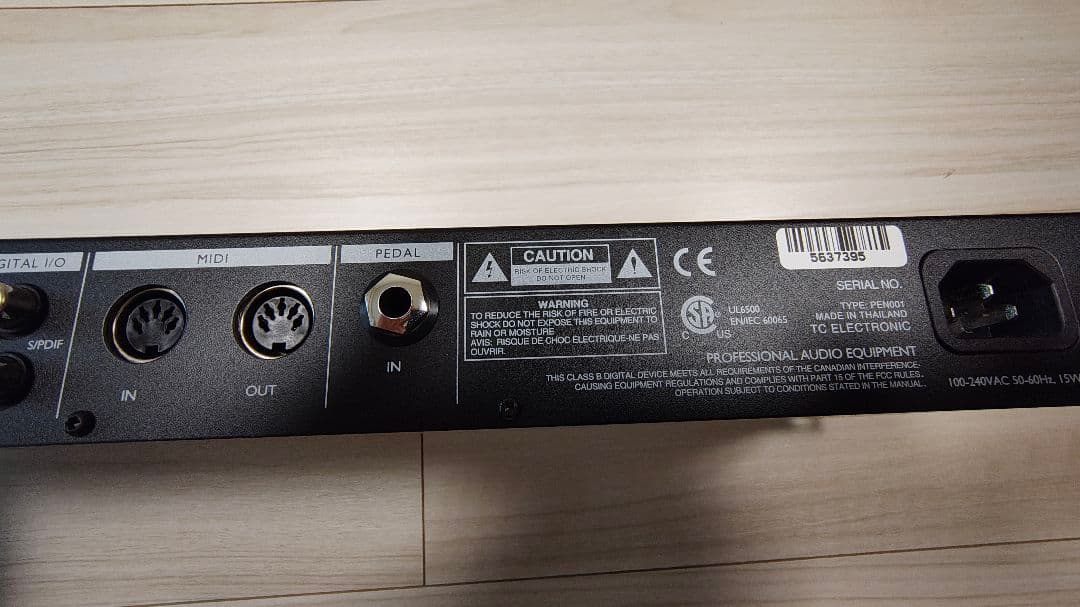 GITAL I/O
S/PDIF
MIDI
IN
OUT
PEDAL
IN
CAUTION
RISK OF ELECTRIC SHOCK
DO NOT OPEN
WARNING
TO REDUCE THE RISK OF FIRE OR ELECTRIC
SHOCK DO NOT EXPOSE THIS EQUIPMENT TO
RAIN OR MOISTURE
AVIS: RISQUE DE CHOC ELECTRIQUE-NE PAS
OUVRIR.
CE
C US
UL6500
EN/IEC 60065
5637395
SERIAL NO.
TYPE: PEN001
MADE IN THAILAND
TC ELECTRONIC
PROFESSIONAL AUDIO EQUIPMENT
THIS CLASS B DIGITAL DEVICE MEETS ALL REQUIREMENTS OF THE CANADIAN INTERFERENCE-
CAUSING EQUIPMENT REGULATIONS AND COMPLIES WITH PART 15 OF THE FCC RULES.
OPERATION SUBJECT TO CONDITIONS STATED IN THE MANUAL.
100-240VAC 50-60Hz, 15W